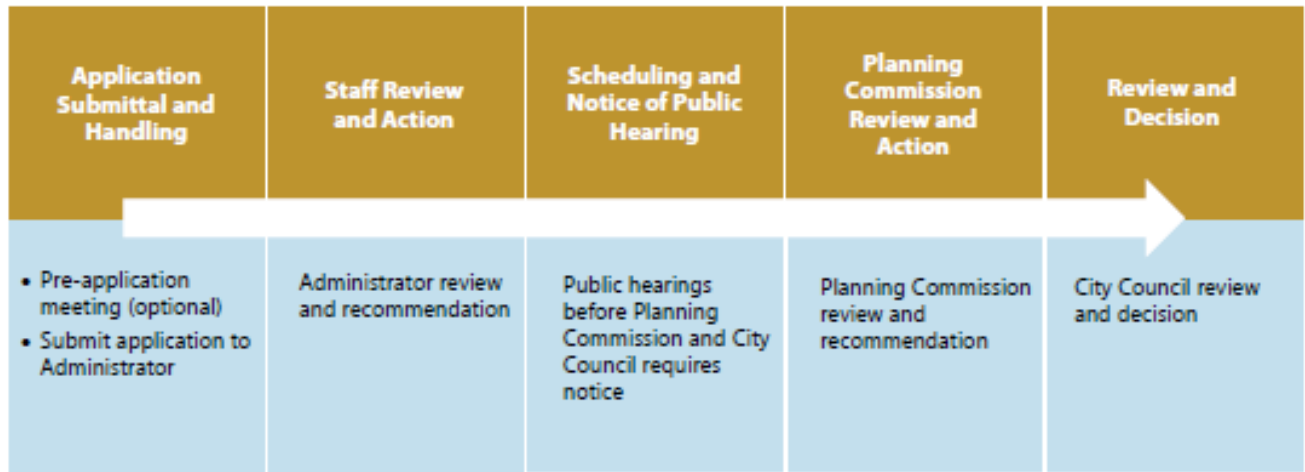 Application
Submittal and
Handling
Staff Review
and Action
Scheduling and
Notice of Public
Hearing
Planning
Commission
Review and
Action
Review and
Decision
• Pre-application
meeting (optional)
• Submit application to
Administrator
Administrator review
and recommendation
Public hearings
before Planning
Commission and City
Council requires
notice
Planning Commission
review and
recommendation
City Council review
and decision